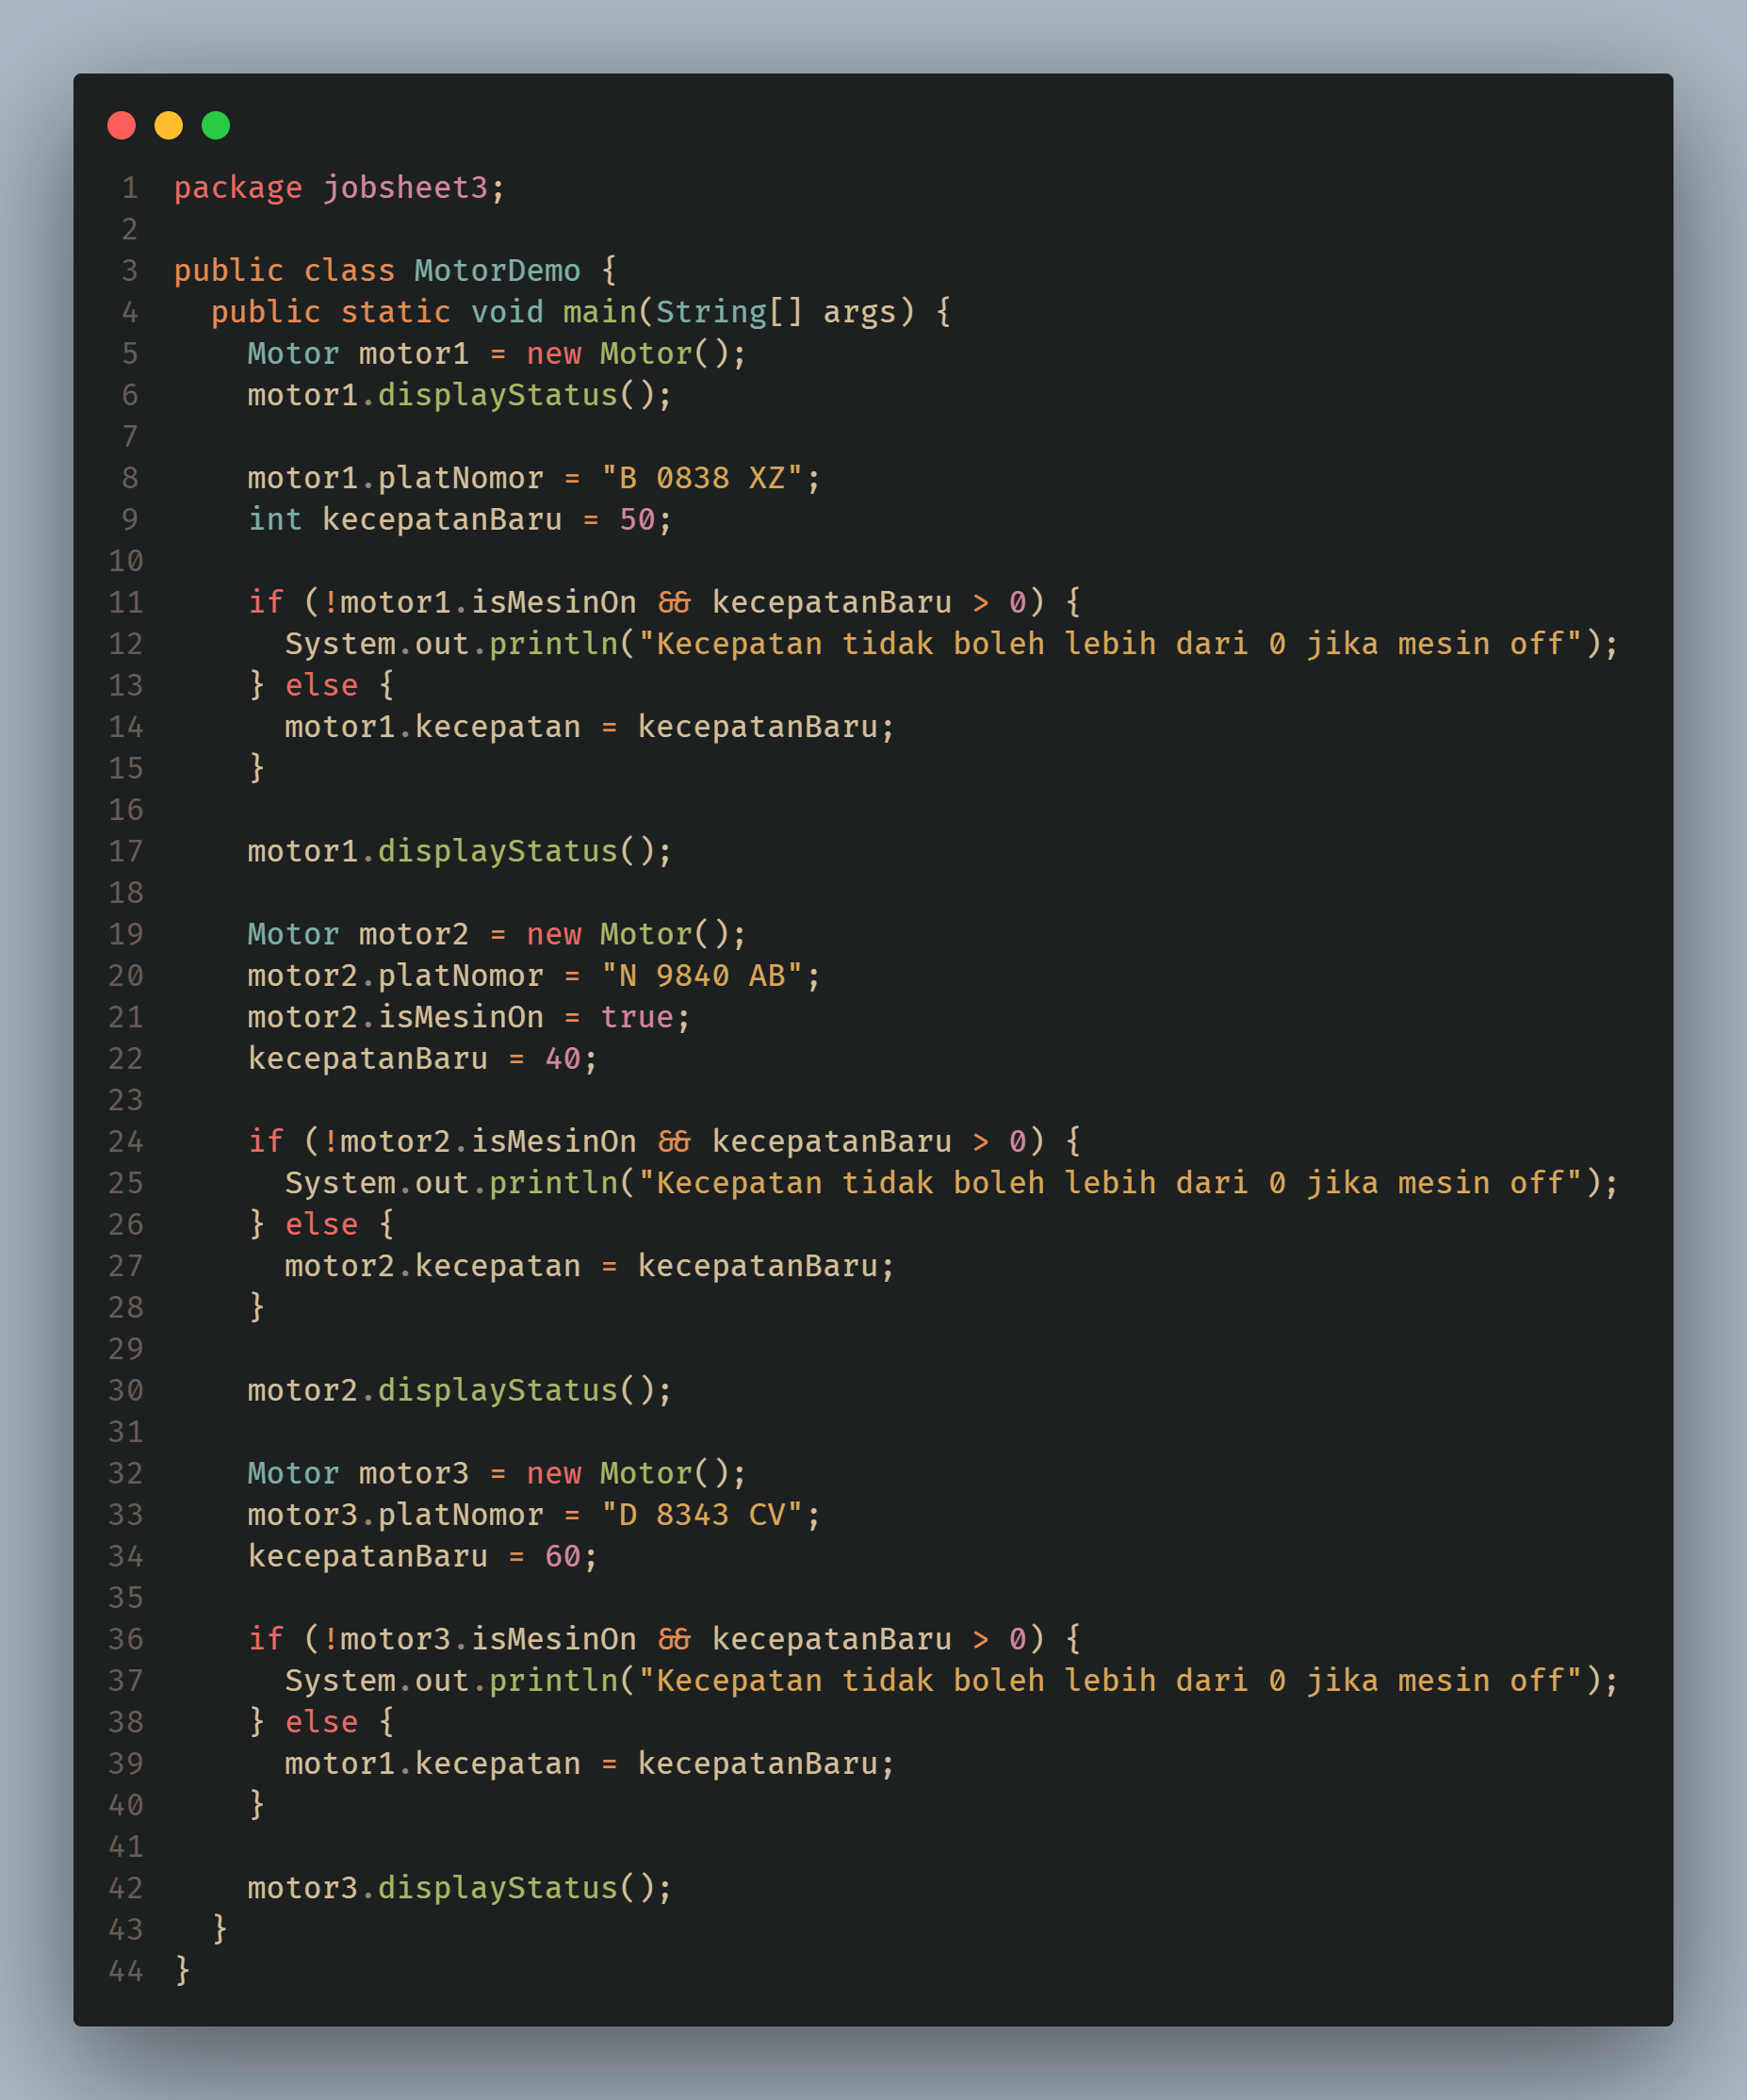 1 package jobsheet3;
2
3 public class MotorDemo {
4   public static void main(String[] args) {
5     Motor motor1 = new Motor();
6     motor1.displayStatus();
7
8     motor1.platNomor = "B 0838 XZ";
9     int kecepatanBaru = 50;
10
11     if (!motor1.isMesinOn && kecepatanBaru > 0) {
12       System.out.println("Kecepatan tidak boleh lebih dari 0 jika mesin off");
13     } else {
14       motor1.kecepatan = kecepatanBaru;
15     }
16
17     motor1.displayStatus();
18
19     Motor motor2 = new Motor();
20     motor2.platNomor = "N 9840 AB";
21     motor2.isMesinOn = true;
22     kecepatanBaru = 40;
23
24     if (!motor2.isMesinOn && kecepatanBaru > 0) {
25       System.out.println("Kecepatan tidak boleh lebih dari 0 jika mesin off");
26     } else {
27       motor2.kecepatan = kecepatanBaru;
28     }
29
30     motor2.displayStatus();
31
32     Motor motor3 = new Motor();
33     motor3.platNomor = "D 8343 CV";
34     kecepatanBaru = 60;
35
36     if (!motor3.isMesinOn && kecepatanBaru > 0) {
37       System.out.println("Kecepatan tidak boleh lebih dari 0 jika mesin off");
38     } else {
39       motor1.kecepatan = kecepatanBaru;
40     }
41
42     motor3.displayStatus();
43   }
44 }